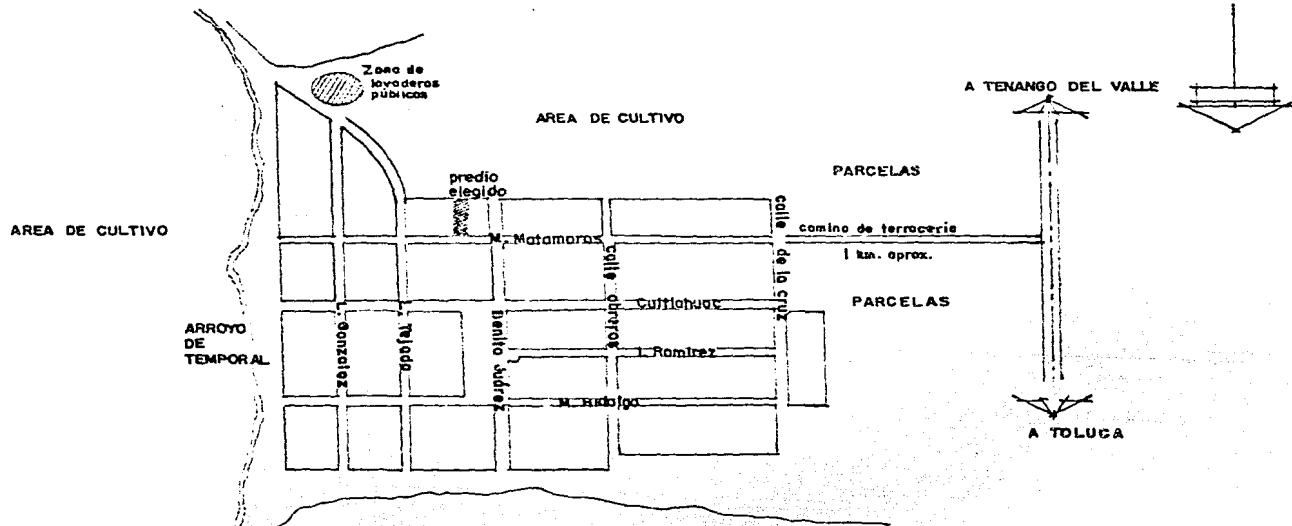 Zona de
lavaderos
públicos
A TENANGO DEL VALLE
AREA DE CULTIVO
PARCELAS
predio
elegido
AREA DE CULTIVO
M. Matamoros
camino de terraceria
1 km. aprox.
calle de la cruz
calle obreros
Cuitlahuac
PARCELAS
ARROYO
DE
TEMPORAL
L. Gonzalez
Tejada
Benito Juárez
I. Ramirez
M. Hidalgo
A TOLUCA